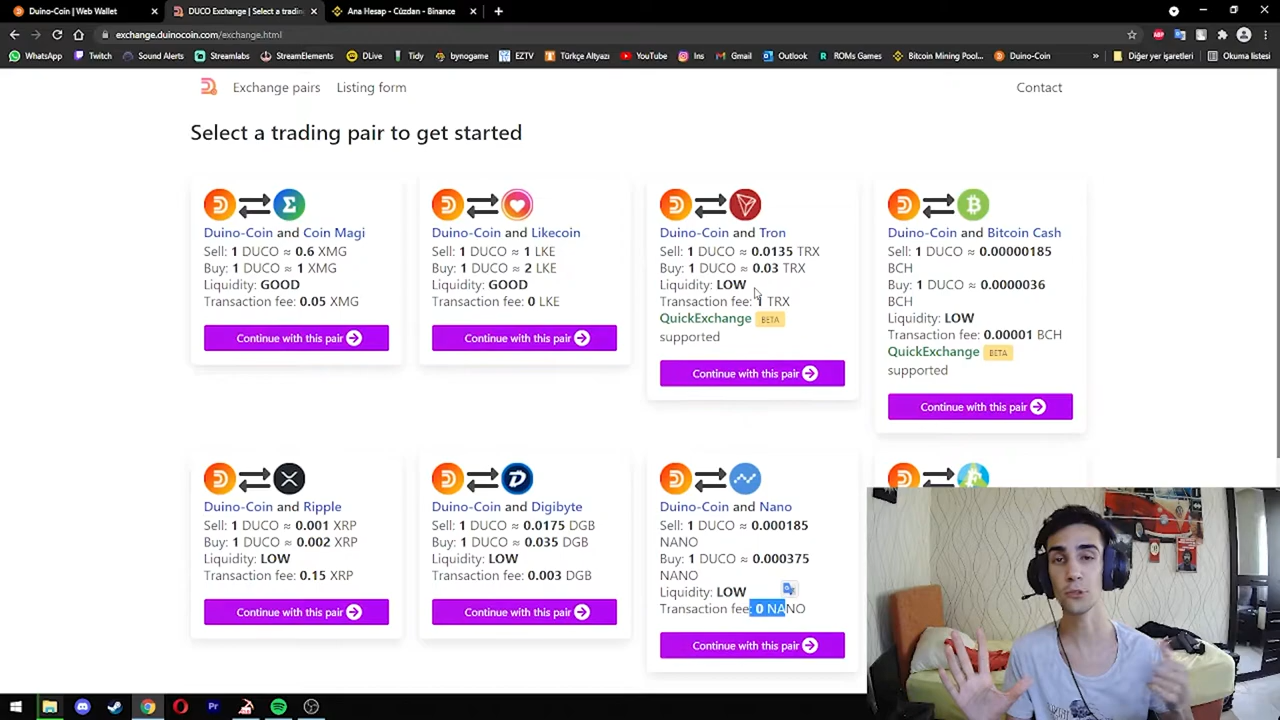 Duino-Coin | Web Wallet
DUCO Exchange | Select a tradin
Ana Hesap - Cüzdan - Binance
exchange.duinocoin.com/exchange.html
WhatsApp
Twitch
Sound Alerts
Streamlabs
StreamElements
DLive
Tidy
bynogame
EZTV
Türkçe Altyazı
YouTube
Ins
Gmail
Outlook
ROMs Games
Bitcoin Mining Pool...
Duino-Coin
Diğer yer işaretleri
Okuma listesi
Exchange pairs
Listing form
Contact
Select a trading pair to get started
Duino-Coin and Coin Magi
Sell: 1 DUCO ≈ 0.6 XMG
Buy: 1 DUCO ≈ 1 XMG
Liquidity: GOOD
Transaction fee: 0.05 XMG
Continue with this pair
Duino-Coin and Likecoin
Sell: 1 DUCO ≈ 1 LKE
Buy: 1 DUCO ≈ 2 LKE
Liquidity: GOOD
Transaction fee: 0 LKE
Continue with this pair
Duino-Coin and Tron
Sell: 1 DUCO ≈ 0.0135 TRX
Buy: 1 DUCO ≈ 0.03 TRX
Liquidity: LOW
Transaction fee: 1 TRX
QuickExchange BETA
supported
Continue with this pair
Duino-Coin and Bitcoin Cash
Sell: 1 DUCO ≈ 0.00000185
BCH
Buy: 1 DUCO ≈ 0.0000036
BCH
Liquidity: LOW
Transaction fee: 0.00001 BCH
QuickExchange BETA
supported
Continue with this pair
Duino-Coin and Ripple
Sell: 1 DUCO ≈ 0.001 XRP
Buy: 1 DUCO ≈ 0.002 XRP
Liquidity: LOW
Transaction fee: 0.15 XRP
Continue with this pair
Duino-Coin and Digibyte
Sell: 1 DUCO ≈ 0.0175 DGB
Buy: 1 DUCO ≈ 0.035 DGB
Liquidity: LOW
Transaction fee: 0.003 DGB
Continue with this pair
Duino-Coin and Nano
Sell: 1 DUCO ≈ 0.000185
NANO
Buy: 1 DUCO ≈ 0.000375
NANO
Liquidity: LOW
Transaction fee: 0 NANO
Continue with this pair